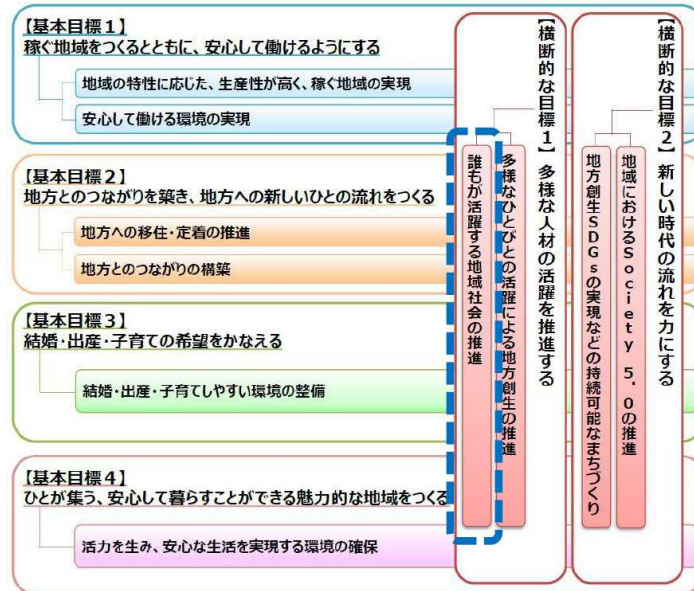 【基本目標１】
稼ぐ地域をつくるとともに、安心して働けるようにする
地域の特性に応じた、生産性が高く、稼ぐ地域の実現
安心して働ける環境の実現
【基本目標２】
地方とのつながりを築き、地方への新しいひとの流れをつくる
地方への移住・定着の推進
地方とのつながりの構築
【基本目標３】
結婚・出産・子育ての希望をかなえる
結婚・出産・子育てしやすい環境の整備
【基本目標４】
ひとが集う、安心して暮らすことができる魅力的な地域をつくる
活力を生み、安心な生活を実現する環境の確保
【横断的な目標１】多様な人材の活躍を推進する
多様なひとびとの活躍による地方創生の推進
誰もが活躍する地域社会の推進
【横断的な目標２】新しい時代の流れを力にする
地域におけるSociety 5.0の推進
地方創生SDGsの実現などの持続可能なまちづくり